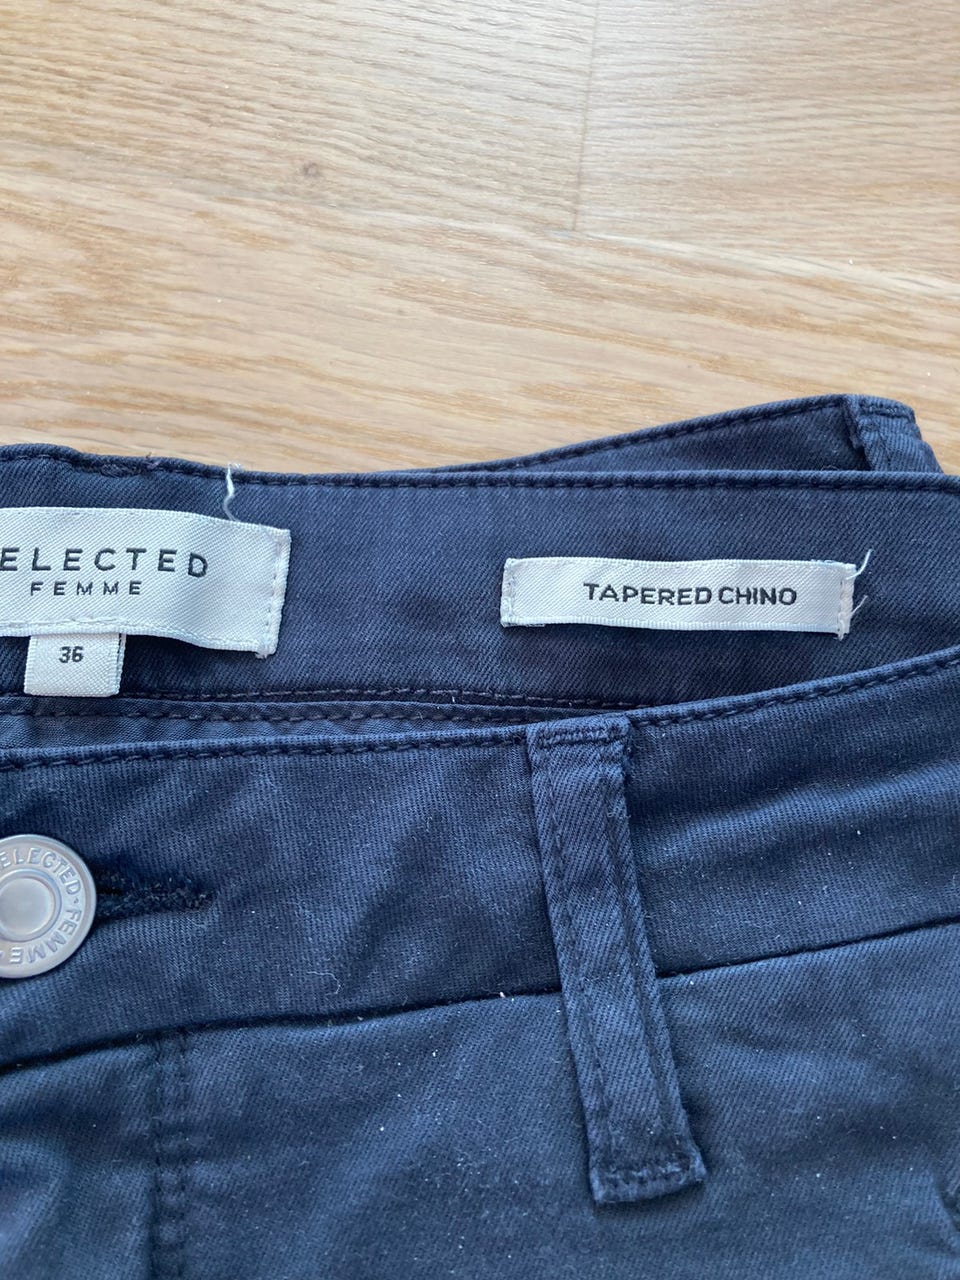 ELECTED
FEMME
36
TAPERED CHINO
ELECTED · FEMME ·